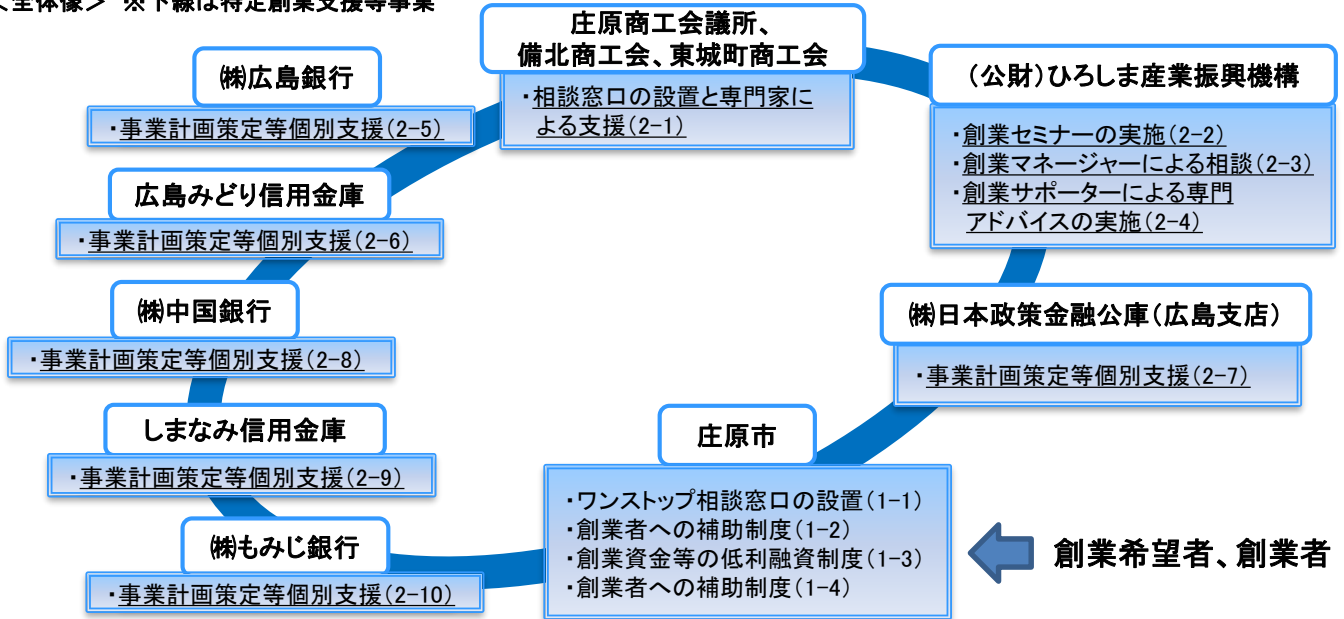 ＜全体像＞ ※下線は特定創業支援等事業
庄原商工会議所、
備北商工会、東城町商工会
・相談窓口の設置と専門家に
よる支援(2-1)
㈱広島銀行
・事業計画策定等個別支援(2-5)
（公財）ひろしま産業振興機構
・創業セミナーの実施(2-2)
・創業マネージャーによる相談(2-3)
・創業サポーターによる専門
アドバイスの実施(2-4)
広島みどり信用金庫
・事業計画策定等個別支援(2-6)
㈱中国銀行
・事業計画策定等個別支援(2-8)
㈱日本政策金融公庫（広島支店）
・事業計画策定等個別支援(2-7)
しまなみ信用金庫
・事業計画策定等個別支援(2-9)
庄原市
・ワンストップ相談窓口の設置(1-1)
・創業者への補助制度(1-2)
・創業資金等の低利融資制度(1-3)
・創業者への補助制度(1-4)
㈱もみじ銀行
・事業計画策定等個別支援(2-10)
創業希望者、創業者